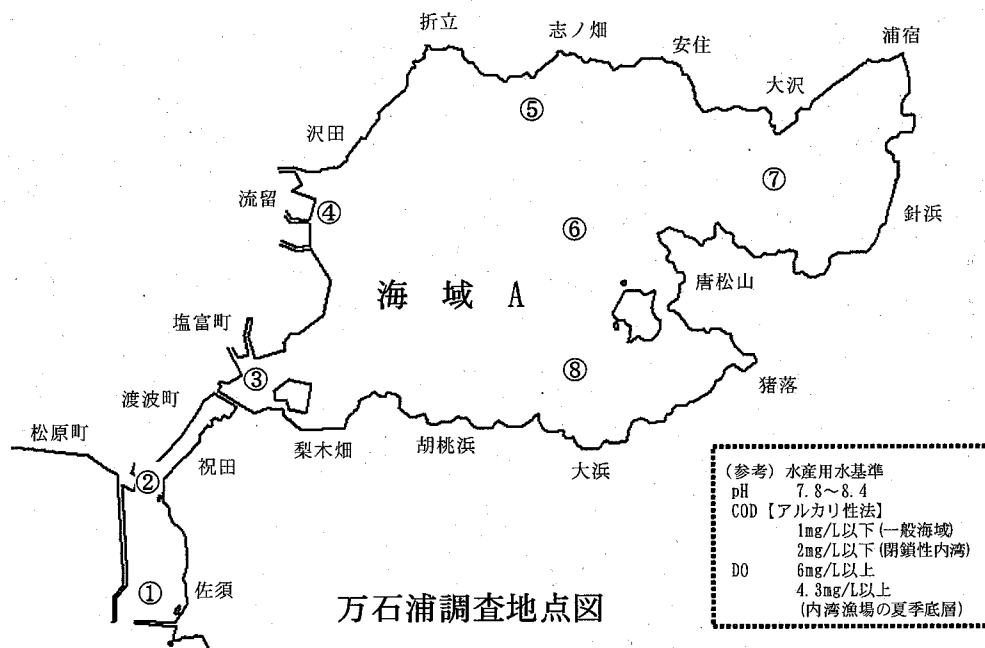 折立
志ノ畑
安住
浦宿
大沢
⑤
沢田
⑦
流留
④
針浜
⑥
唐松山
海域A
塩富町
③
⑧
猪落
渡波町
松原町
梨木畑
胡桃浜
大浜
祝田
②
①
佐須
万石浦調査地点図
(参考) 水産用水基準
pH 7.8~8.4
COD【アルカリ性法】
1mg/L以下(一般海域)
2mg/L以下(閉鎖性内湾)
DO 6mg/L以上
4.3mg/L以上
(内湾漁場の夏季底層)